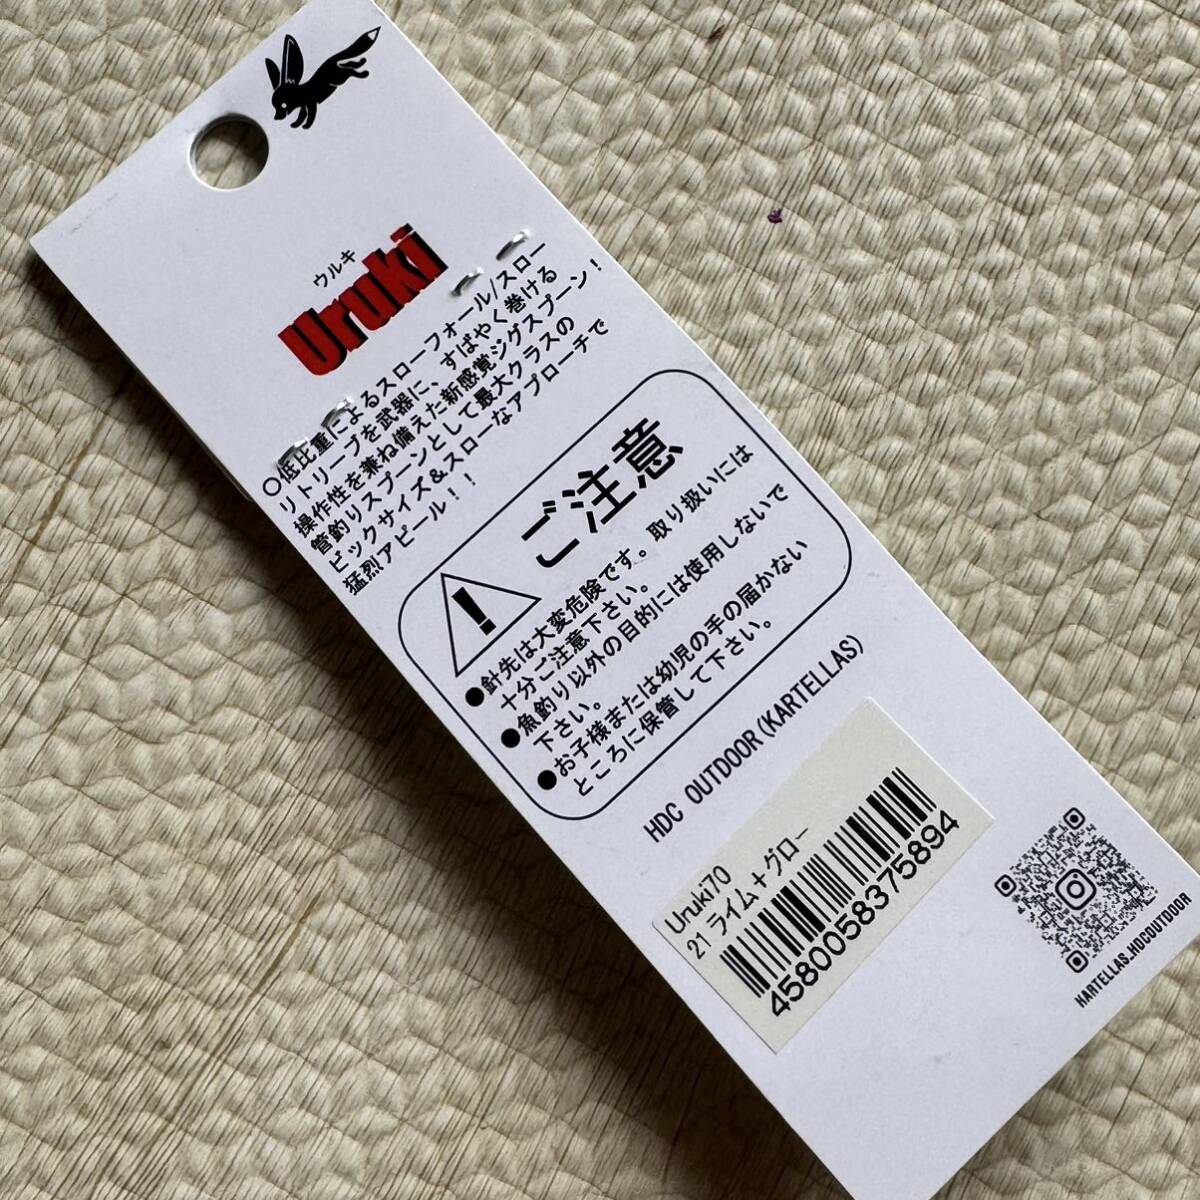 ウルキ
Uruki
○低比重によるスローフォール/スロー
リトリーブを武器に、すばやく巻ける
操作性を兼ね備えた新感覚ジグスプーン!
管釣りスプーンとして最大クラスの
ビックサイズ&スローなアプローチで
猛烈アピール!!
ご注意
!
●針先は大変危険です。取り扱いには
十分ご注意下さい。
●魚釣り以外の目的には使用しないで
下さい。
●お子様または幼児の手の届かない
ところに保管して下さい。
HDC OUTDOOR(KARTELLAS)
Uruki70
21 ライム+グロー
4580058375894
KARTELLAS_HDCOUTDOOR